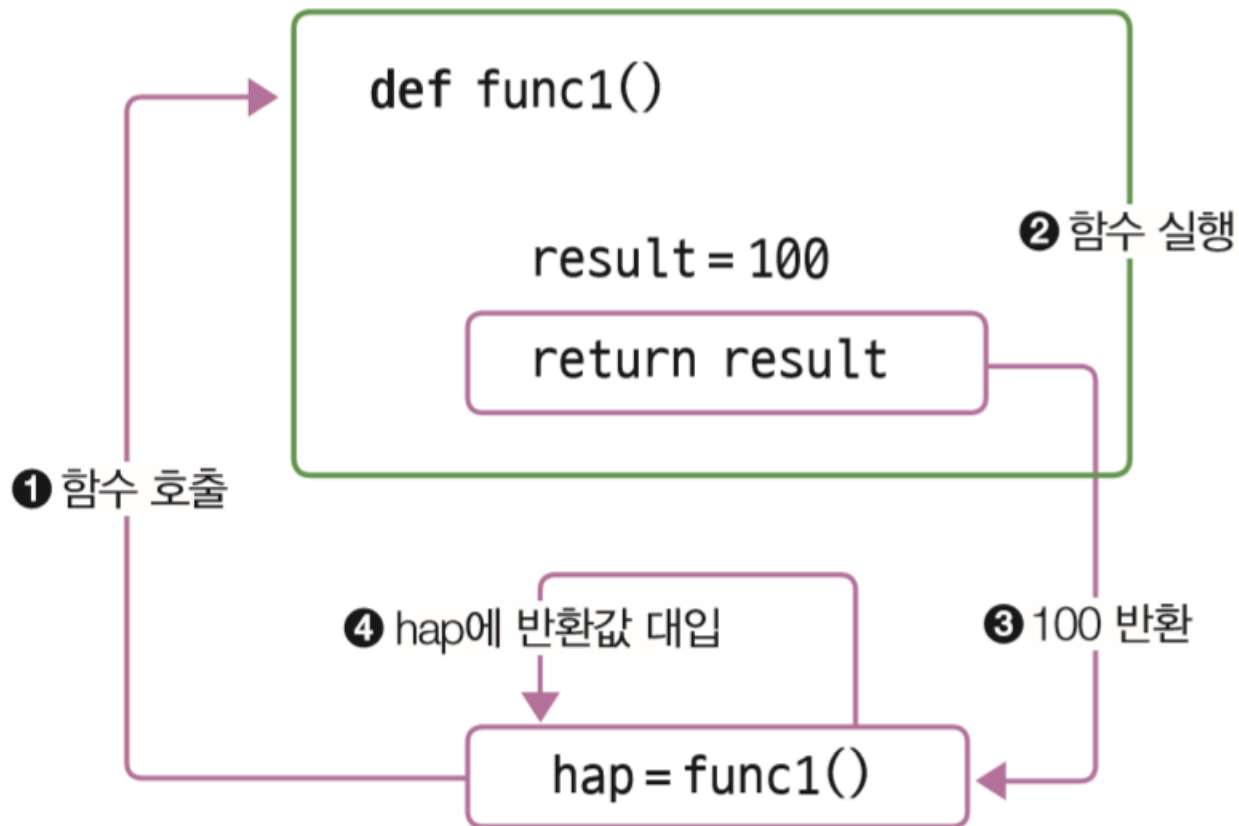 def func1()
❷ 함수 실행
result = 100
return result
❶ 함수 호출
❹ hap에 반환값 대입
❸ 100 반환
hap = func1()